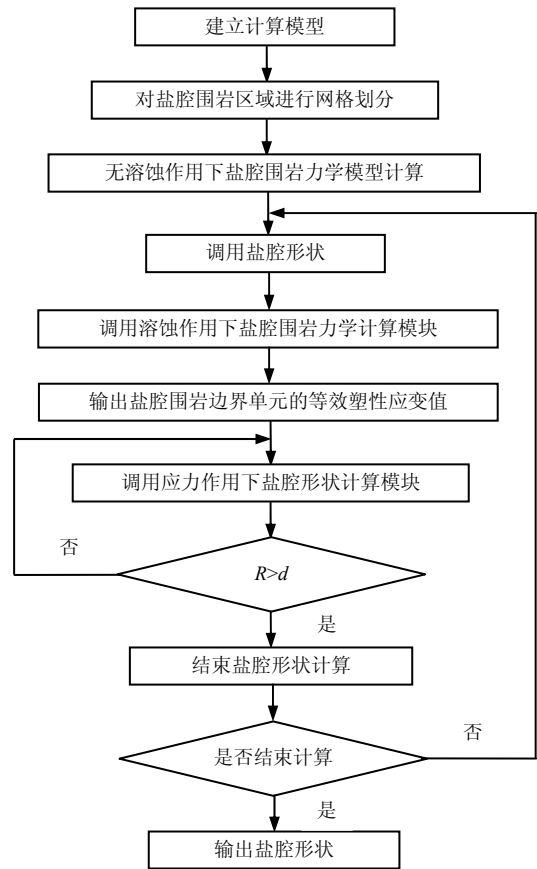 建立计算模型
对盐腔围岩区域进行网格划分
无溶蚀作用下盐腔围岩力学模型计算
调用盐腔形状
调用溶蚀作用下盐腔围岩力学计算模块
输出盐腔围岩边界单元的等效塑性应变值
调用应力作用下盐腔形状计算模块
否
R>d
是
结束盐腔形状计算
否
是否结束计算
是
输出盐腔形状